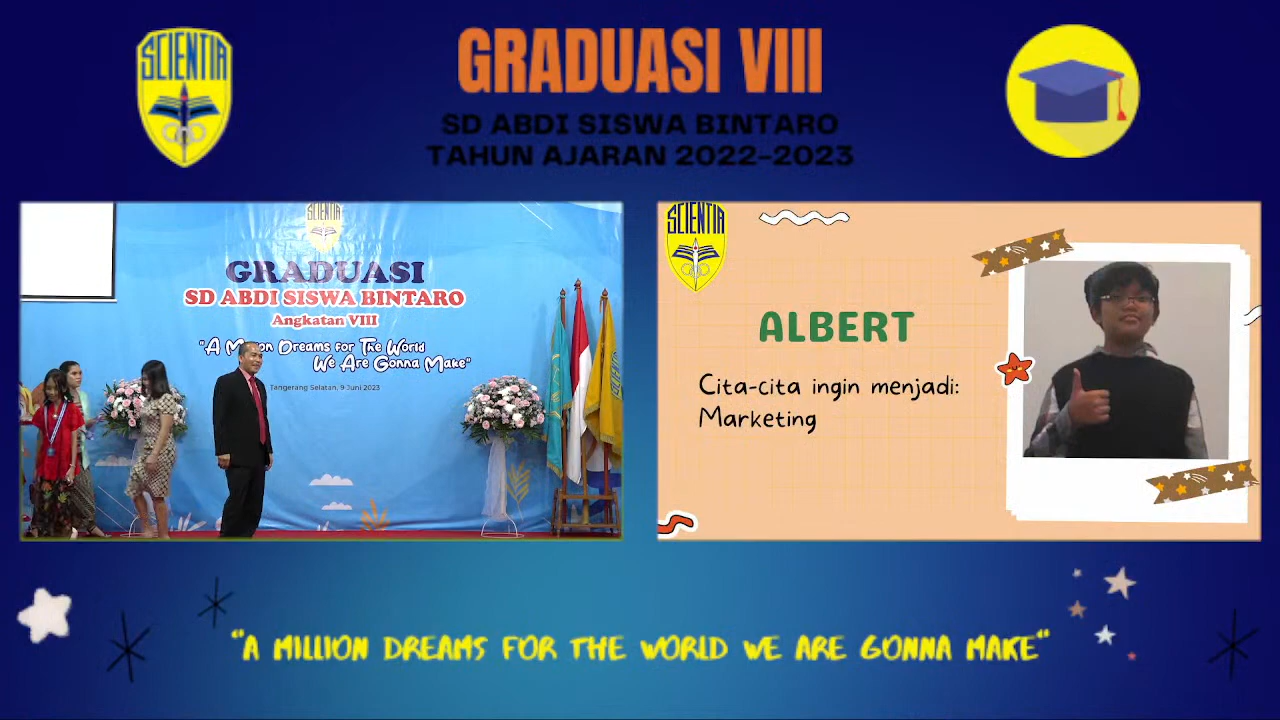 SCIENTIA
GRADUASI VIII
SD ABDI SISWA BINTARO
TAHUN AJARAN 2022-2023
SCIENTIA
GRADUASI
SD ABDI SISWA BINTARO
Angkatan VIII
"A Million Dreams for The World
We Are Gonna Make"
Tangerang Selatan, 9 Juni 2023
SCIENTIA
ALBERT
Cita-cita ingin menjadi:
Marketing
"A MILLION DREAMS FOR THE WORLD WE ARE GONNA MAKE"